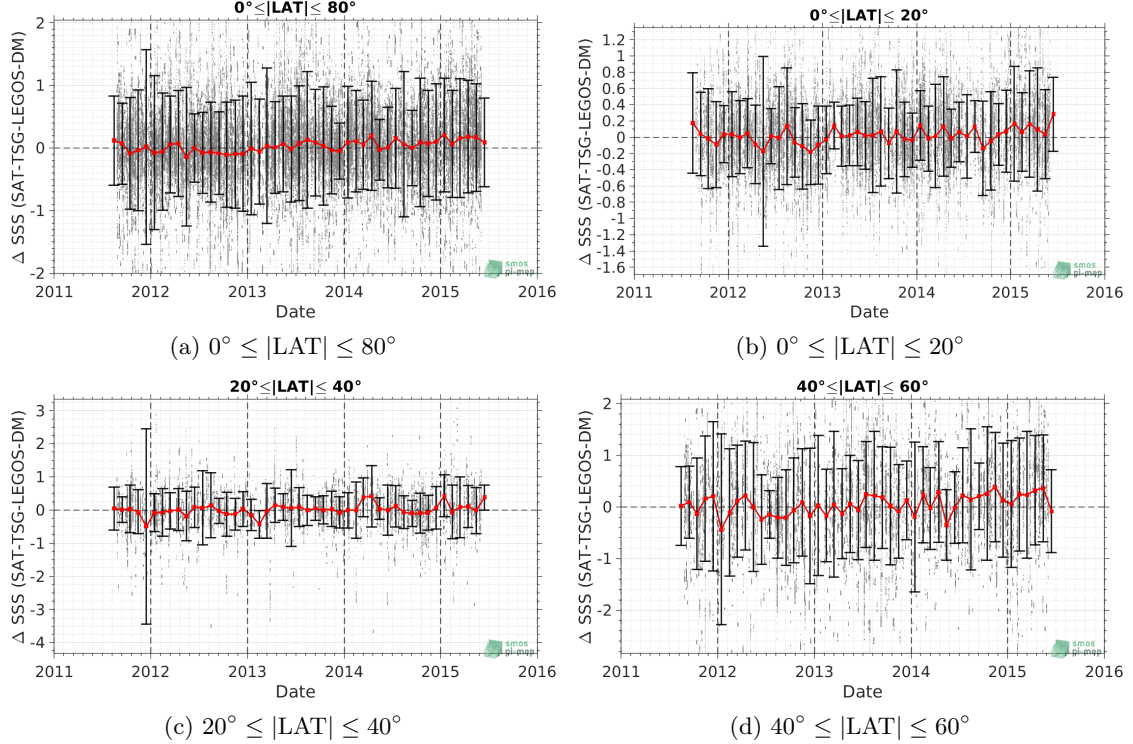 0°≤|LAT|≤ 80°
Δ SSS (SAT-TSG-LEGOS-DM)
2
1
0
-1
-2
2011 2012 2013 2014 2015 2016
Date
smos
pi-mep
(a) 0° ≤ |LAT| ≤ 80°
0°≤|LAT|≤ 20°
Δ SSS (SAT-TSG-LEGOS-DM)
1.2
0.8
0.4
0.2
0
-0.2
-0.4
-0.6
-0.8
-1
-1.2
-1.4
-1.6
2011 2012 2013 2014 2015 2016
Date
smos
pi-mep
(b) 0° ≤ |LAT| ≤ 20°
20°≤|LAT|≤ 40°
Δ SSS (SAT-TSG-LEGOS-DM)
3
2
1
0
-1
-2
-3
-4
2011 2012 2013 2014 2015 2016
Date
smos
pi-mep
(c) 20° ≤ |LAT| ≤ 40°
40°≤|LAT|≤ 60°
Δ SSS (SAT-TSG-LEGOS-DM)
2
1
0
-1
-2
2011 2012 2013 2014 2015 2016
Date
smos
pi-mep
(d) 40° ≤ |LAT| ≤ 60°